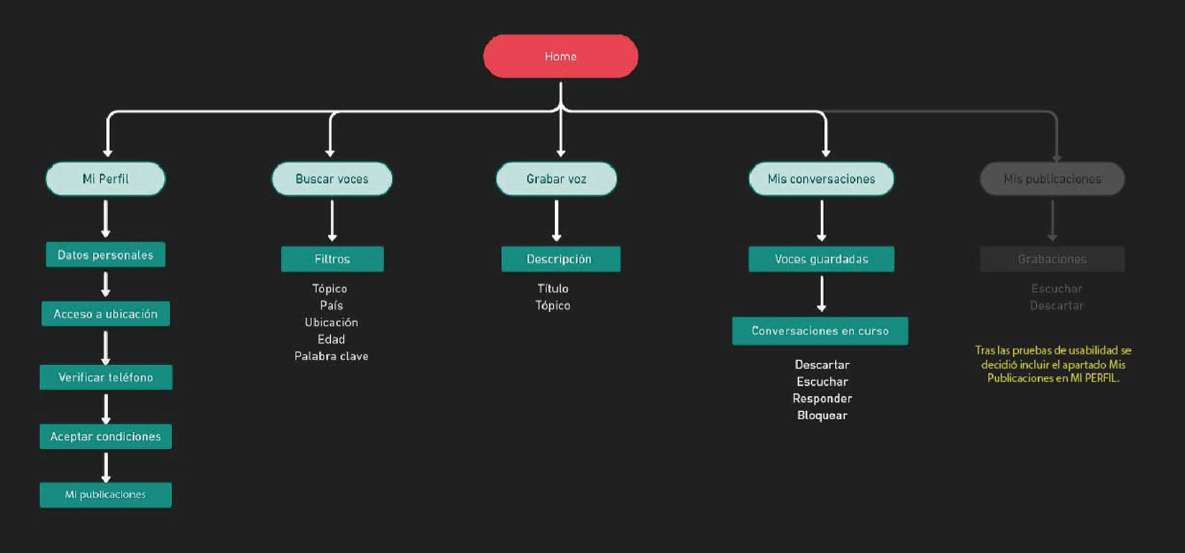 Home
Mi Perfil
Buscar voces
Grabar voz
Mis conversaciones
Mis publicaciones
Datos personales
Acceso a ubicación
Verificar teléfono
Aceptar condiciones
Mi publicaciones
Filtros
Tópico
País
Ubicación
Edad
Palabra clave
Descripción
Título
Tópico
Voces guardadas
Conversaciones en curso
Descartar
Escuchar
Responder
Bloquear
Grabaciones
Escuchar
Descartar
Tras las pruebas de usabilidad se
decidió incluir el apartado Mis
Publicaciones en MI PERFIL.